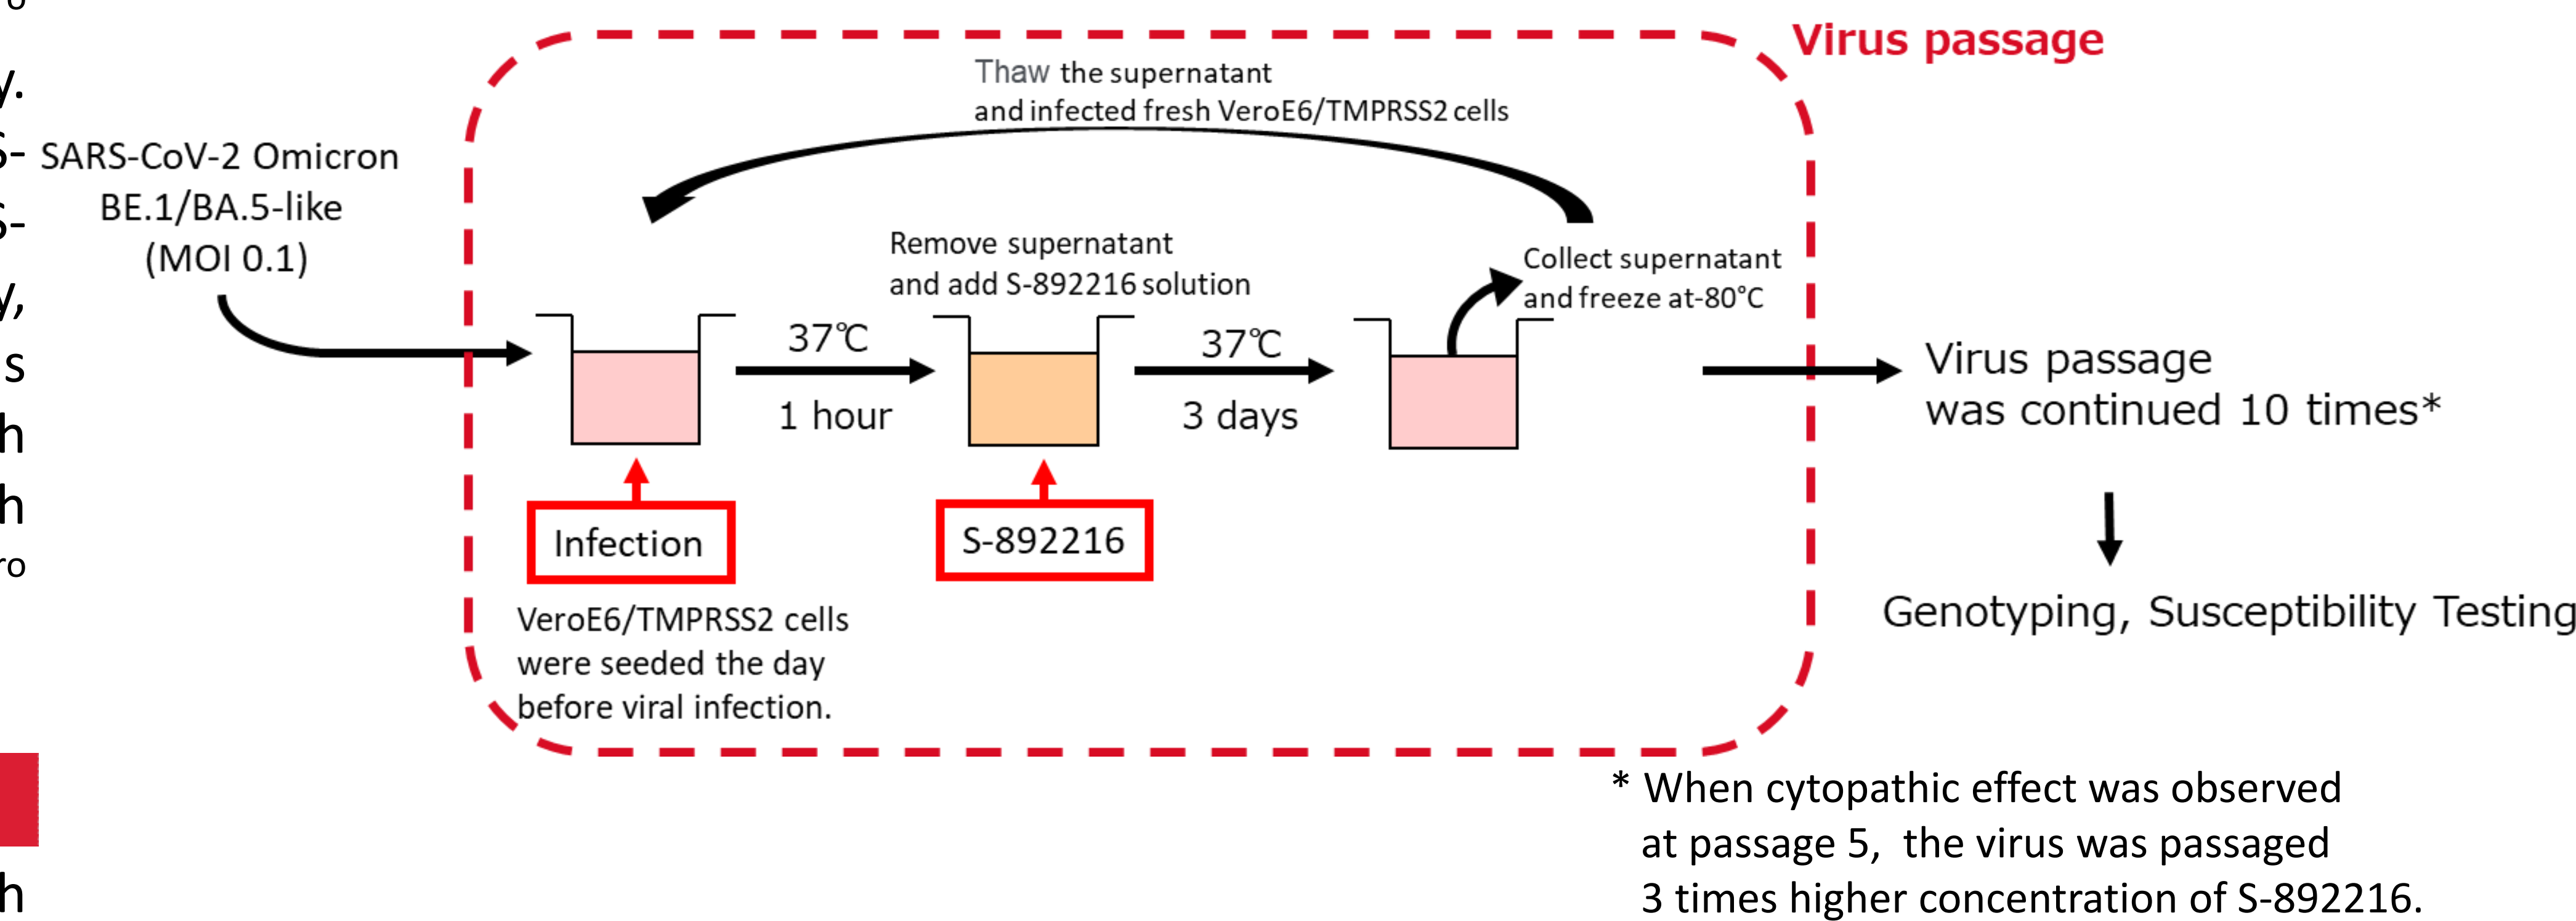 Virus passage
Thaw the supernatant
and infected fresh VeroE6/TMPRSS2 cells
SARS-CoV-2 Omicron
BE.1/BA.5-like
(MOI 0.1)
Remove supernatant
and add S-892216 solution
Collect supernatant
and freeze at-80°C
37℃
1 hour
37℃
3 days
Virus passage
was continued 10 times*
Infection
S-892216
VeroE6/TMPRSS2 cells
were seeded the day
before viral infection.
Genotyping, Susceptibility Testing
* When cytopathic effect was observed
at passage 5, the virus was passaged
3 times higher concentration of S-892216.